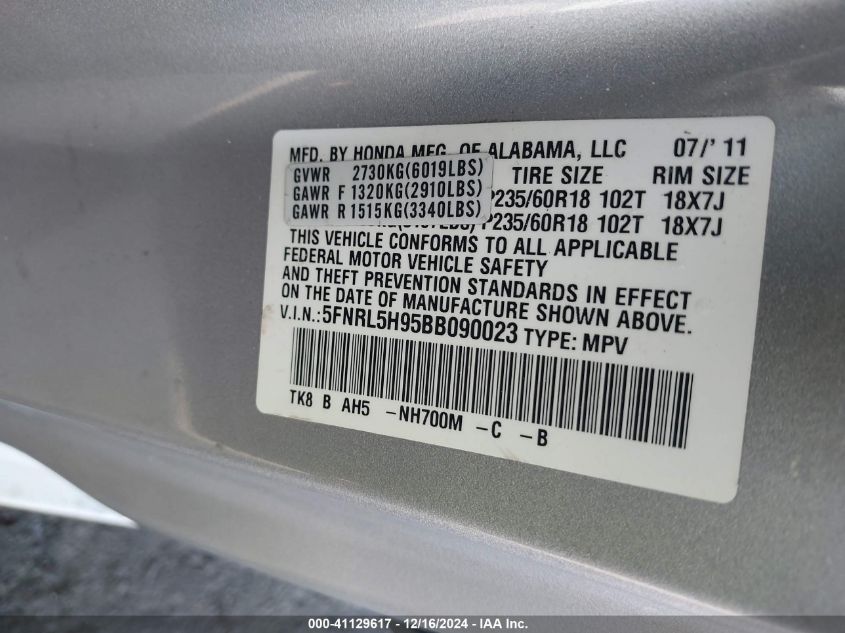 MFD. BY HONDA MFG. OF ALABAMA, LLC 07/'11
GVWR 2730KG(6019LBS) TIRE SIZE RIM SIZE
GAWR F 1320KG(2910LBS) P235/60R18 102T 18X7J
GAWR R 1515KG(3340LBS) P235/60R18 102T 18X7J
THIS VEHICLE CONFORMS TO ALL APPLICABLE
FEDERAL MOTOR VEHICLE SAFETY
AND THEFT PREVENTION STANDARDS IN EFFECT
ON THE DATE OF MANUFACTURE SHOWN ABOVE.
V.I.N.:5FNRL5H95BB090023 TYPE: MPV
TK8 B AH5 -NH700M -C -B
000-41129617 - 12/16/2024 - COPYRIGHT IAA, LLC